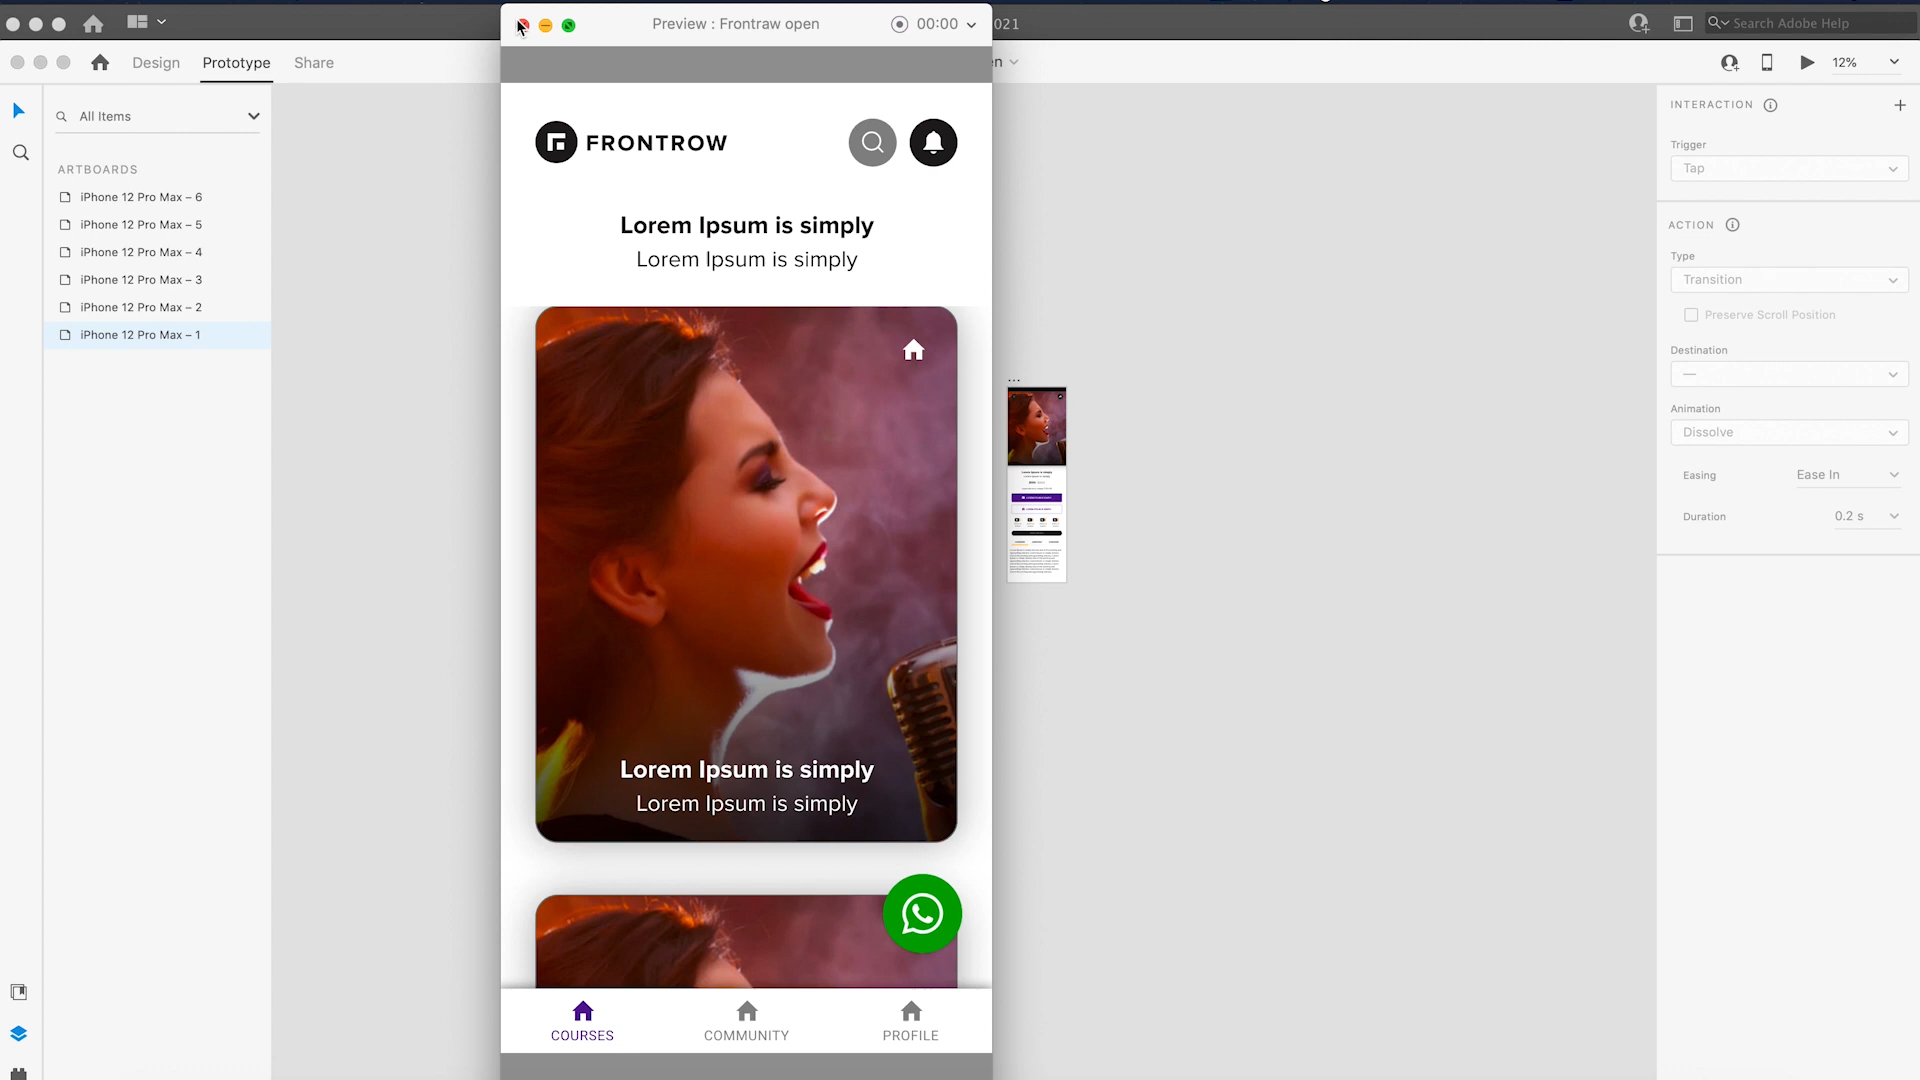 Preview : Frontraw open
00:00
021
Search Adobe Help
Design
Prototype
Share
en
12%
All Items
ARTBOARDS
iPhone 12 Pro Max – 6
iPhone 12 Pro Max – 5
iPhone 12 Pro Max – 4
iPhone 12 Pro Max – 3
iPhone 12 Pro Max – 2
iPhone 12 Pro Max – 1
FRONTROW
Lorem Ipsum is simply
Lorem Ipsum is simply
Lorem Ipsum is simply
Lorem Ipsum is simply
COURSES
COMMUNITY
PROFILE
...
INTERACTION
Trigger
Tap
ACTION
Type
Transition
Preserve Scroll Position
Destination
—
Animation
Dissolve
Easing
Ease In
Duration
0.2 s